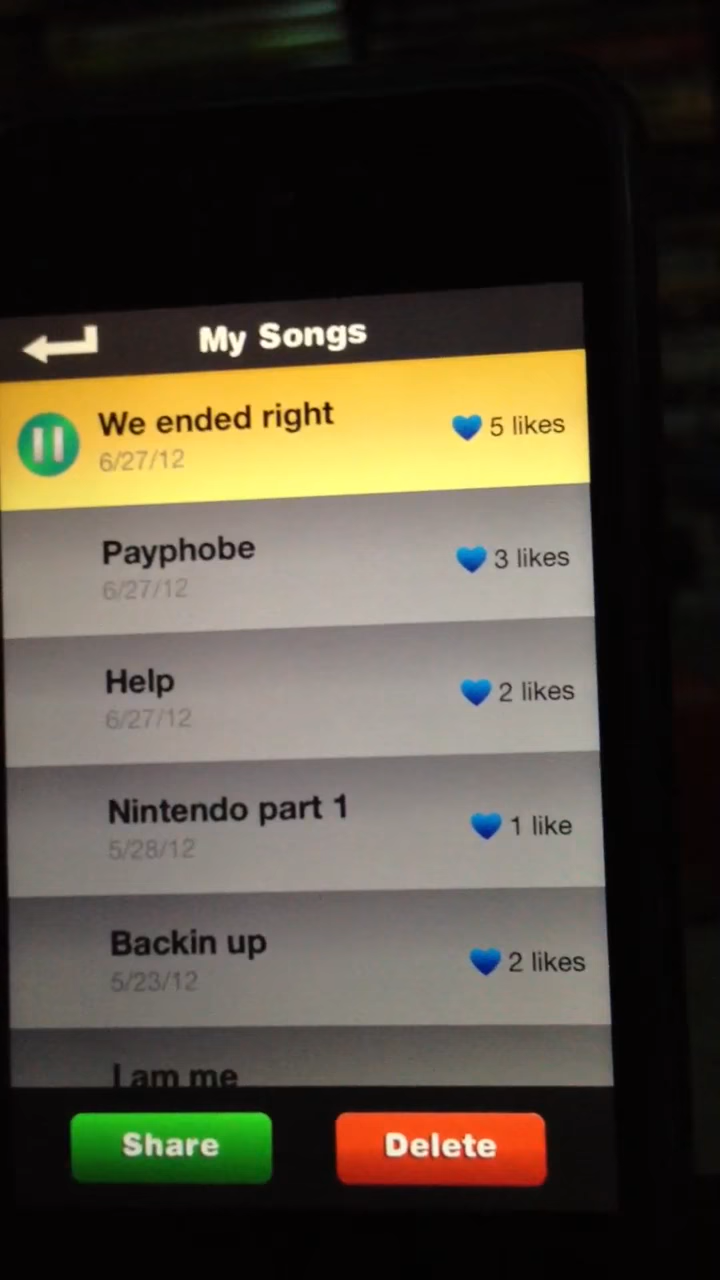 My Songs
We ended right
5 likes
6/27/12
Payphobe
3 likes
6/27/12
Help
2 likes
6/27/12
Nintendo part 1
1 like
5/28/12
Backin up
2 likes
5/23/12
I am me
Share
Delete